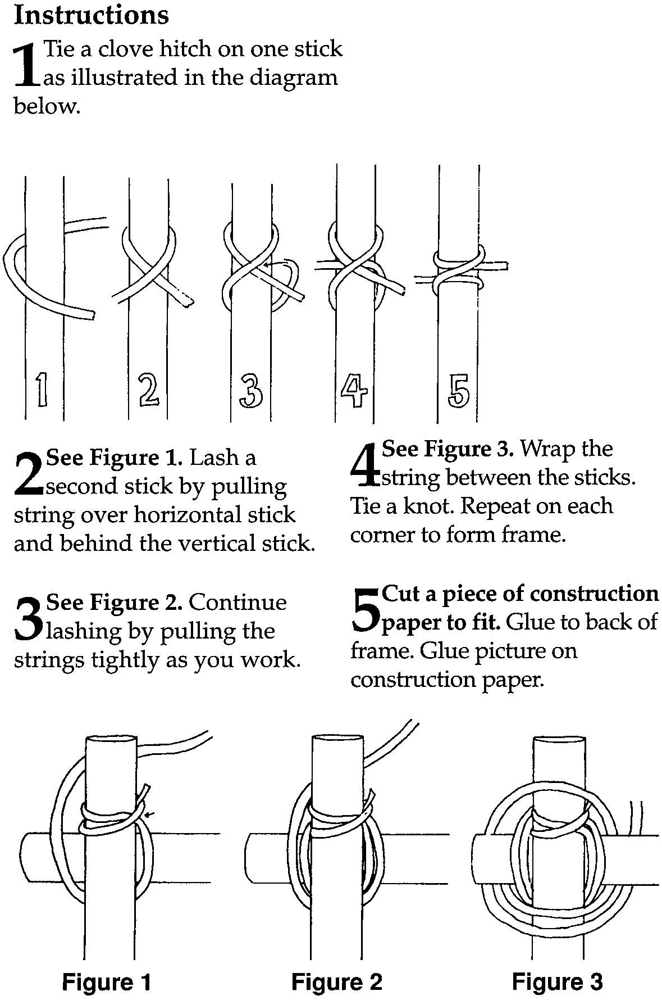 Instructions
1 Tie a clove hitch on one stick
as illustrated in the diagram
below.
1 2 3 4 5
2 See Figure 1. Lash a
second stick by pulling
string over horizontal stick
and behind the vertical stick.
3 See Figure 2. Continue
lashing by pulling the
strings tightly as you work.
4 See Figure 3. Wrap the
string between the sticks.
Tie a knot. Repeat on each
corner to form frame.
5 Cut a piece of construction
paper to fit. Glue to back of
frame. Glue picture on
construction paper.
Figure 1 Figure 2 Figure 3